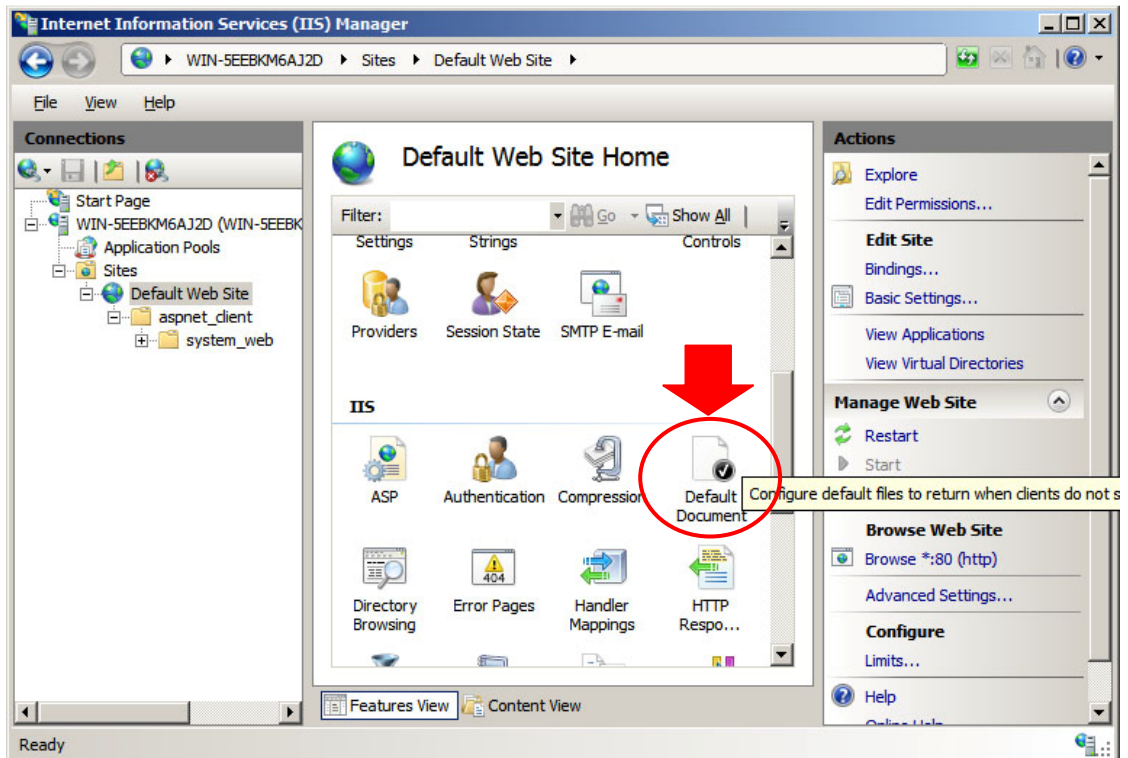 Internet Information Services (IIS) Manager
WIN-5EEBKM6AJ2D Sites Default Web Site
File View Help
Connections
Start Page
WIN-5EEBKM6AJ2D (WIN-5EEBK
Application Pools
Sites
Default Web Site
aspnet_client
system_web
Default Web Site Home
Filter: Go Show All
Settings Strings Controls
Providers Session State SMTP E-mail
IIS
ASP Authentication Compression Default
Document
404
Directory
Browsing
Error Pages
Handler
Mappings
HTTP
Respo...
Features View Content View
Actions
Explore
Edit Permissions...
Edit Site
Bindings...
Basic Settings...
View Applications
View Virtual Directories
Manage Web Site
Restart
Start
Configure default files to return when clients do not s
Browse Web Site
Browse *:80 (http)
Advanced Settings...
Configure
Limits...
Help
Online Help
Ready